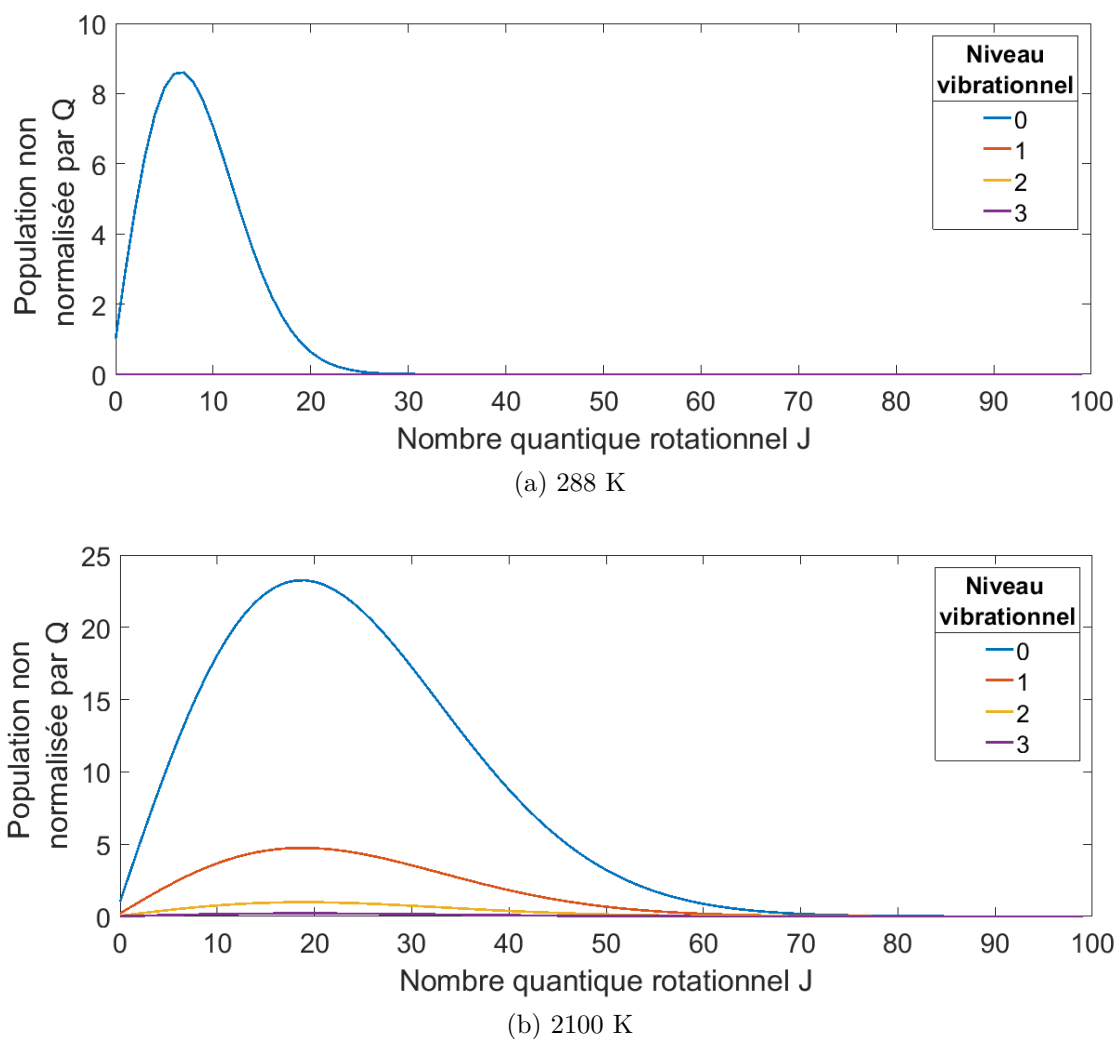 10
8
6
4
2
0
Population non
normalisée par Q
Niveau
vibrationnel
0
1
2
3
0 10 20 30 40 50 60 70 80 90 100
Nombre quantique rotationnel J
(a) 288 K
25
20
15
10
5
0
Population non
normalisée par Q
Niveau
vibrationnel
0
1
2
3
0 10 20 30 40 50 60 70 80 90 100
Nombre quantique rotationnel J
(b) 2100 K